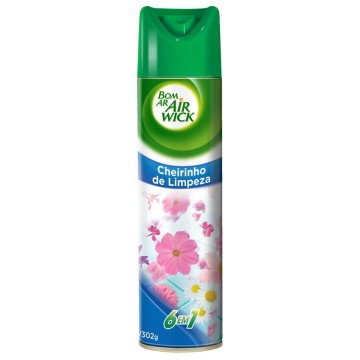 BOM
AR AIR
WICK
Cheirinho
de Limpeza
6 EM 1
302g